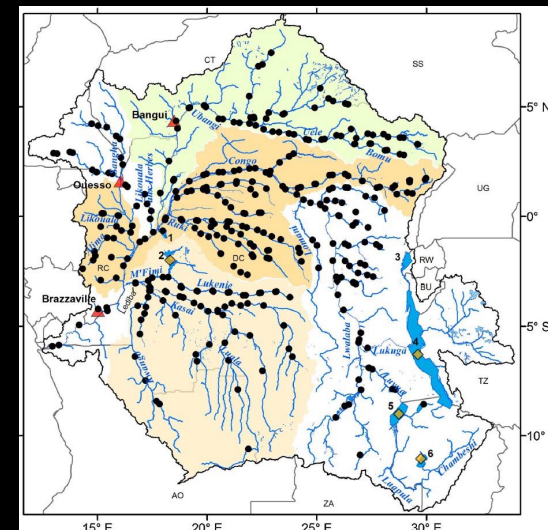 CT
SS
5°N
Bangui
Ubangi
Uele
Bomu
Sangha
Likouala
aux Herbes
Congo
Ouesso
UG
Likouala
0°
Ruki
Alima
1
Lomami
2
3
RC
DC
RW
M'Fimi
BU
Lukenie
Brazzaville
Kasai
Lualaba
4
5°S
Lukuga
TZ
Luvua
5
6
10°
Chambeshi
Luapula
AO
ZA
15°E
20°E
25°E
30°E